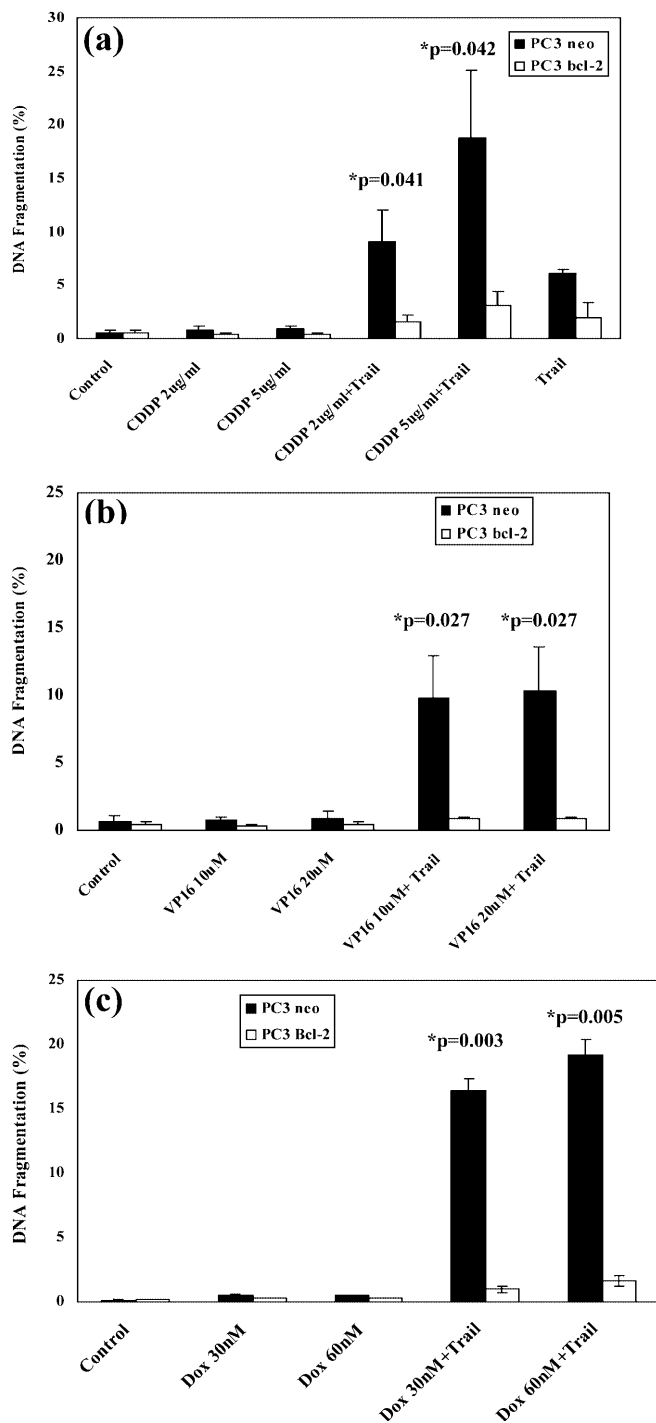 (a)
PC3 neo
PC3 bcl-2
*p=0.042
*p=0.041
DNA Fragmentation (%)
30
25
20
15
10
5
0
Control
CDDP 2ug/ml
CDDP 5ug/ml
CDDP 2ug/ml+Trail
CDDP 5ug/ml+Trail
Trail
(b)
PC3 neo
PC3 bcl-2
*p=0.027
*p=0.027
DNA Fragmentation (%)
25
20
15
10
5
0
Control
VP16 10uM
VP16 20uM
VP16 10uM+ Trail
VP16 20uM+ Trail
(c)
PC3 neo
PC3 Bcl-2
*p=0.003
*p=0.005
DNA Fragmentation (%)
25
20
15
10
5
0
Control
Dox 30nM
Dox 60nM
Dox 30nM+Trail
Dox 60nM+Trail